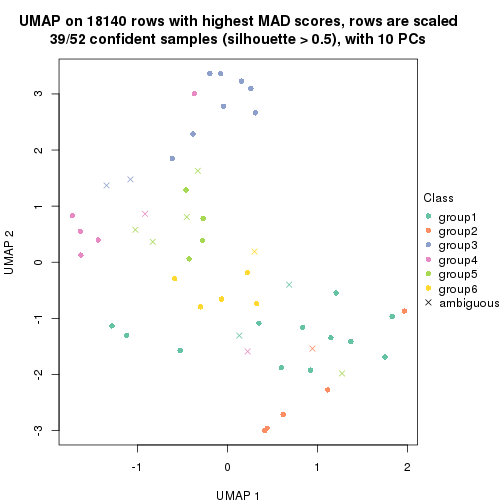 UMAP on 18140 rows with highest MAD scores, rows are scaled
39/52 confident samples (silhouette > 0.5), with 10 PCs
3
2
1
0
-1
-2
-3
UMAP 2
-1
0
1
2
UMAP 1
Class
group1
group2
group3
group4
group5
group6
ambiguous